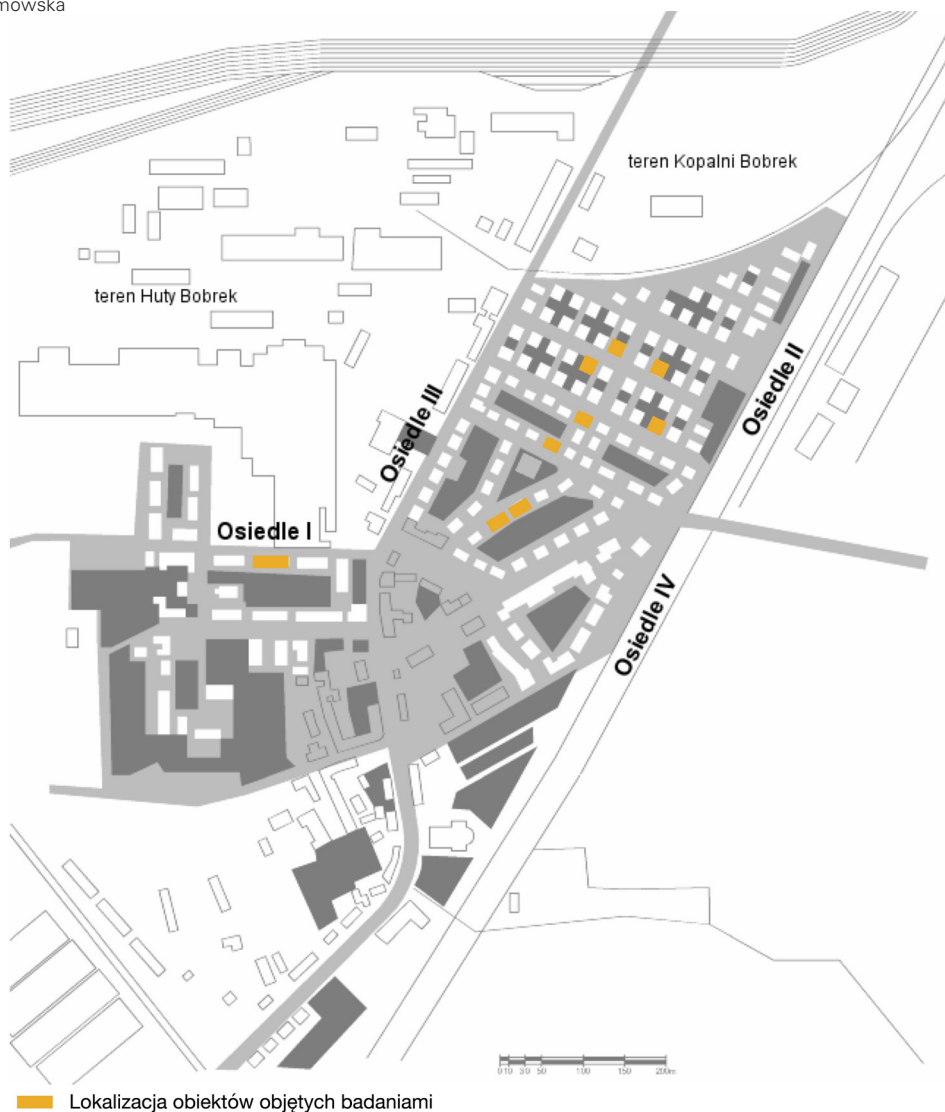 mowska
teren Kopalni Bobrek
teren Huty Bobrek
Osiedle II
Osiedle III
Osiedle I
Osiedle IV
0 10 30 50 100 150 200m
Lokalizacja obiektów objętych badaniami